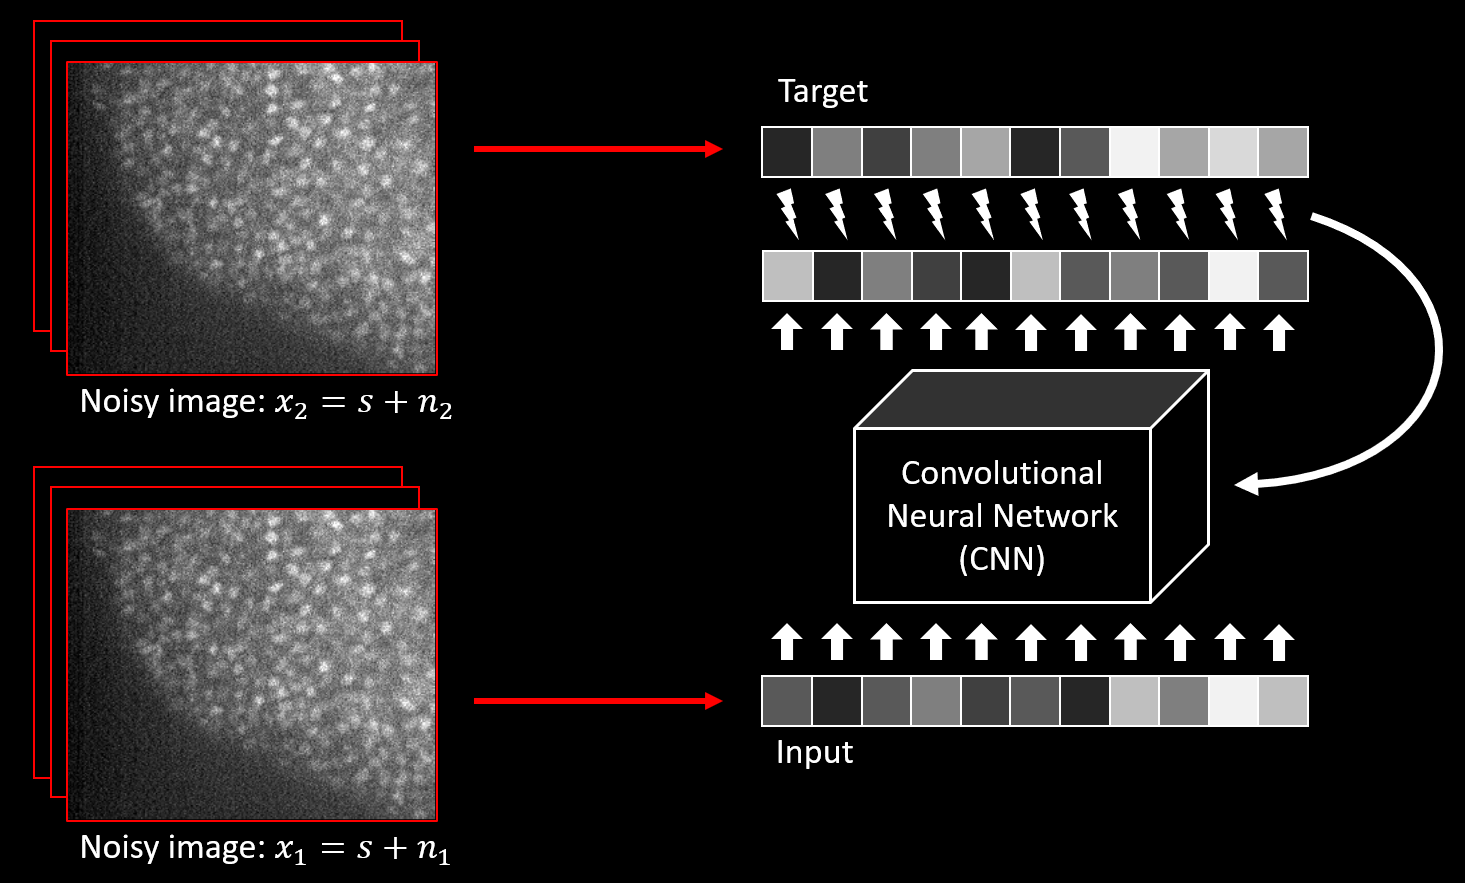 Target
Noisy image: x₂ = s + n₂
Convolutional
Neural Network
(CNN)
Input
Noisy image: x₁ = s + n₁